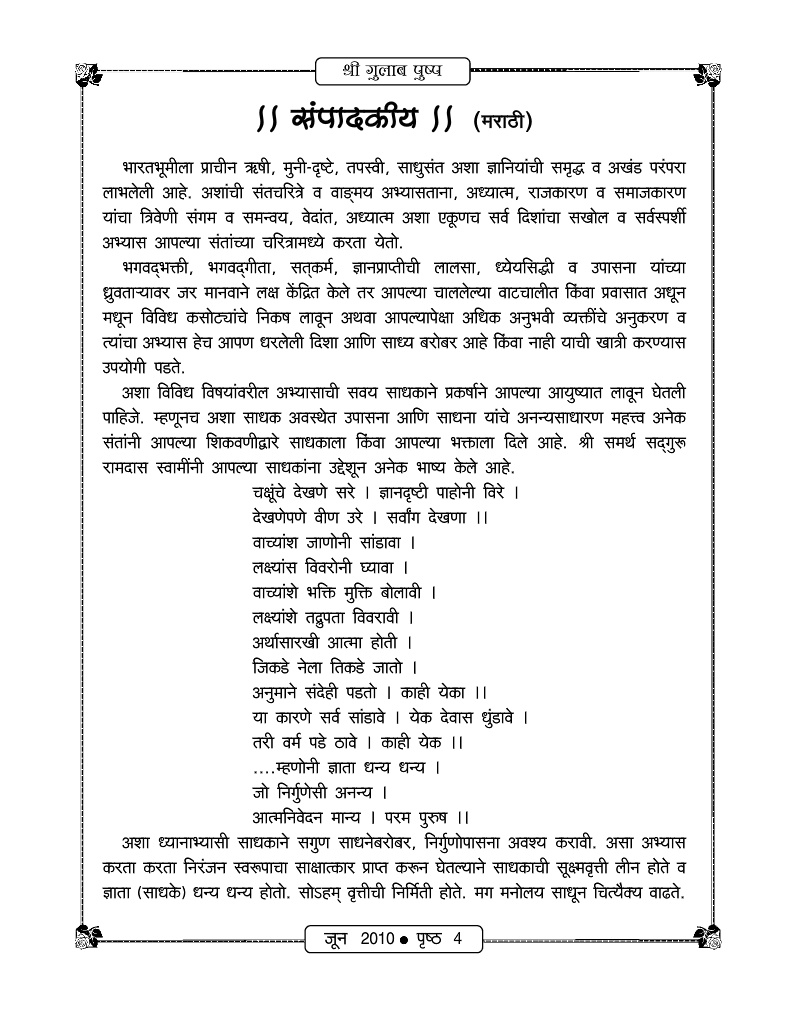 श्री गुलाब पुष्प
।। संपादकीय ।। (मराठी)
भारतभूमीला प्राचीन ऋषी, मुनी-दृष्टे, तपस्वी, साधुसंत अशा ज्ञानियांची समृद्ध व अखंड परंपरा
लाभलेली आहे. अशांची संतचरित्रे व वाङ्मय अभ्यासताना, अध्यात्म, राजकारण व समाजकारण
यांचा त्रिवेणी संगम व समन्वय, वेदांत, अध्यात्म अशा एकूणच सर्व दिशांचा सखोल व सर्वस्पर्शी
अभ्यास आपल्या संतांच्या चरित्रामध्ये करता येतो.
भगवद्‌भक्ती, भगवद्‌गीता, सत्‌कर्म, ज्ञानप्राप्तीची लालसा, ध्येयसिद्धी व उपासना यांच्या
ध्रुवताऱ्यावर जर मानवाने लक्ष केंद्रित केले तर आपल्या चाललेल्या वाटचालीत किंवा प्रवासात अधून
मधून विविध कसोट्यांचे निकष लावून अथवा आपल्यापेक्षा अधिक अनुभवी व्यक्तींचे अनुकरण व
त्यांचा अभ्यास हेच आपण धरलेली दिशा आणि साध्य बरोबर आहे किंवा नाही याची खात्री करण्यास
उपयोगी पडते.
अशा विविध विषयांवरील अभ्यासाची सवय साधकाने प्रकर्षाने आपल्या आयुष्यात लावून घेतली
पाहिजे. म्हणूनच अशा साधक अवस्थेत उपासना आणि साधना यांचे अनन्यसाधारण महत्त्व अनेक
संतांनी आपल्या शिकवणीद्वारे साधकाला किंवा आपल्या भक्ताला दिले आहे. श्री समर्थ सद्‌गुरू
रामदास स्वामींनी आपल्या साधकांना उद्देशून अनेक भाष्य केले आहे.
चक्षूंचे देखणे सरे । ज्ञानदृष्टी पाहोनी विरे ।
देखणेपणे वीण उरे । सर्वांग देखणा ।।
वाच्यांश जाणोनी सांडावा ।
लक्ष्यांस विवरोनी घ्यावा ।
वाच्यांशे भक्ति मुक्ति बोलावी ।
लक्ष्यांशे तद्रुपता विवरावी ।
अर्थासारखी आत्मा होती ।
जिकडे नेला तिकडे जातो ।
अनुमाने संदेही पडतो । काही येका ।।
या कारणे सर्व सांडावे । येक देवास धुंडावे ।
तरी वर्म पडे ठावे । काही येक ।।
....म्हणोनी ज्ञाता धन्य धन्य ।
जो निर्गुणेसी अनन्य ।
आत्मनिवेदन मान्य । परम पुरुष ।।
अशा ध्यानाभ्यासी साधकाने सगुण साधनेबरोबर, निर्गुणोपासना अवश्य करावी. असा अभ्यास
करता करता निरंजन स्वरूपाचा साक्षात्कार प्राप्त करून घेतल्याने साधकाची सूक्ष्मवृत्ती लीन होते व
ज्ञाता (साधके) धन्य धन्य होतो. सोऽहम् वृत्तीची निर्मिती होते. मग मनोलय साधून चित्यैक्य वाढते.
जून 2010 ● पृष्ठ 4